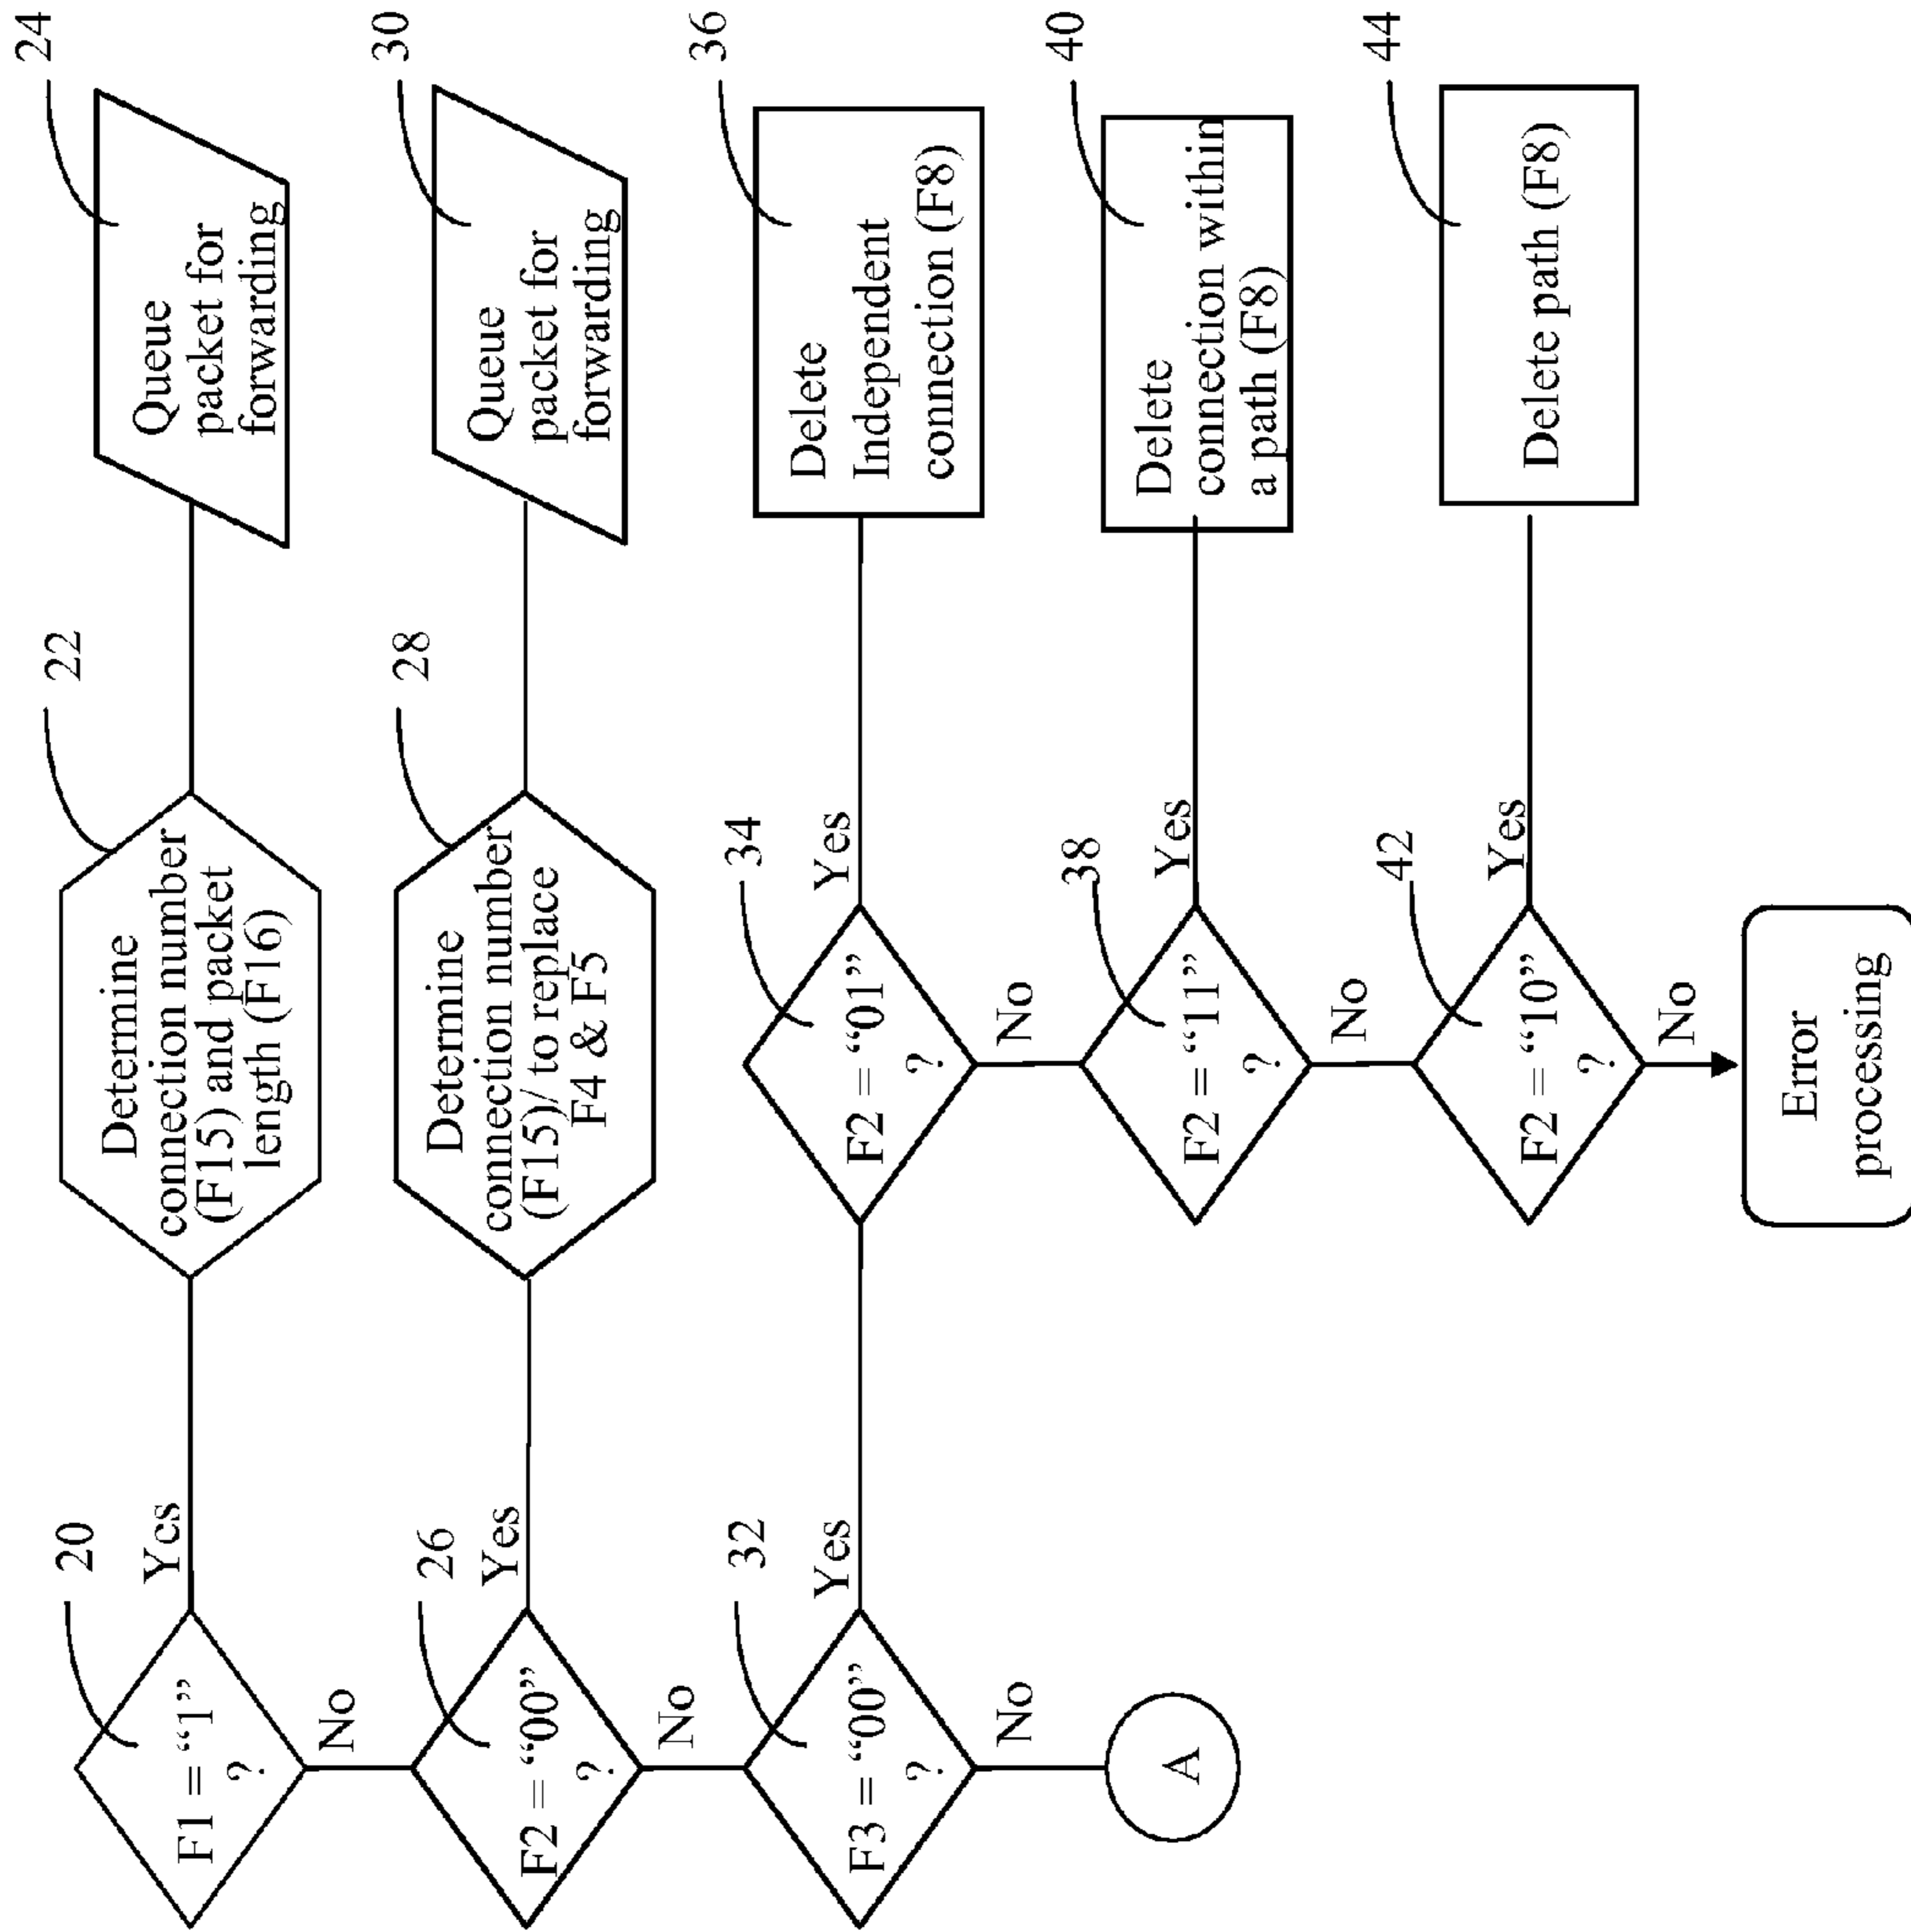 20
F1 = “1”
?
Yes
No
22
Determine
connection number
(F15) and packet
length (F16)
24
Queue
packet for
forwarding
26
F2 = “00”
?
Yes
No
28
Determine
connection number
(F15)/ to replace
F4 & F5
30
Queue
packet for
forwarding
32
F3 = “00”
?
Yes
No
A
34
F2 = “01”
?
Yes
No
36
Delete
Independent
connection (F8)
38
F2 = “11”
?
Yes
No
40
Delete
connection within
a path (F8)
42
F2 = “10”
?
Yes
No
44
Delete path (F8)
Error
processing